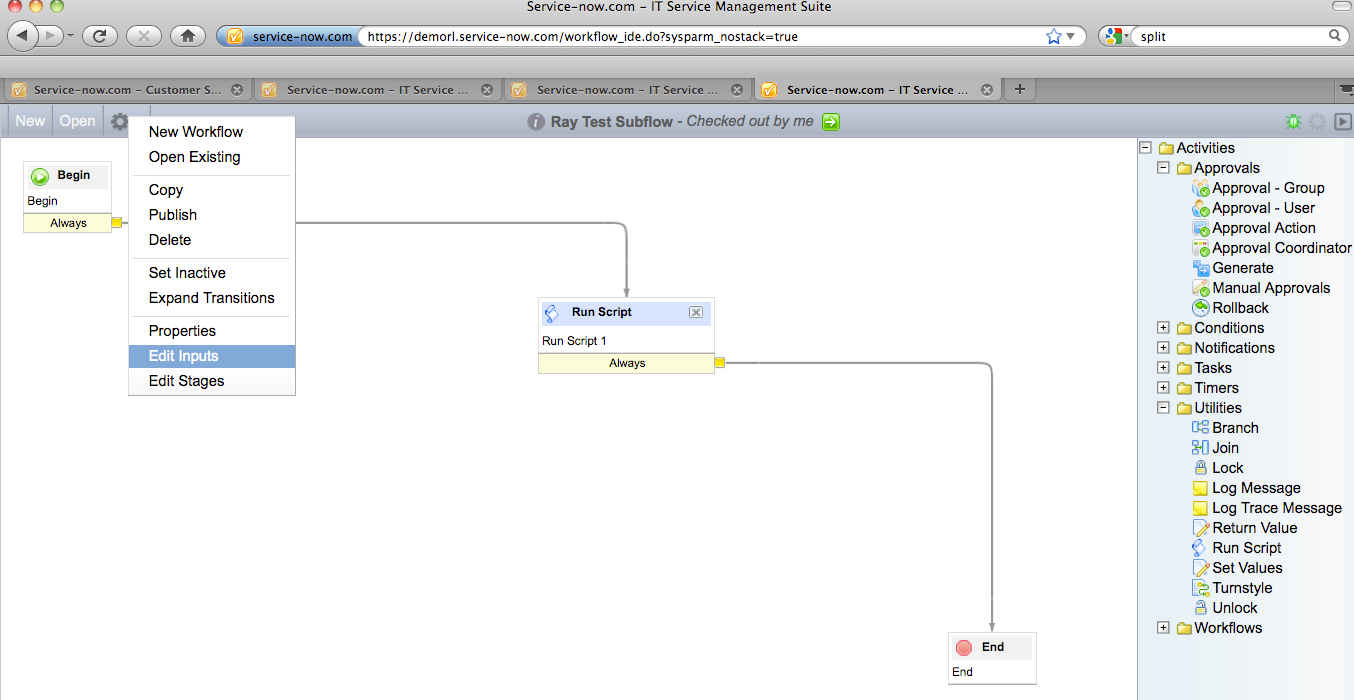 Service-now.com – IT Service Management Suite
service-now.com https://demorl.service-now.com/workflow_ide.do?sysparm_nostack=true split
Service-now.com – Customer S... Service-now.com – IT Service ... Service-now.com – IT Service ... Service-now.com – IT Service ...
New Open Ray Test Subflow - Checked out by me
New Workflow
Open Existing
Copy
Publish
Delete
Set Inactive
Expand Transitions
Properties
Edit Inputs
Edit Stages
Begin
Begin
Always
Run Script
Run Script 1
Always
End
End
Activities
Approvals
Approval - Group
Approval - User
Approval Action
Approval Coordinator
Generate
Manual Approvals
Rollback
Conditions
Notifications
Tasks
Timers
Utilities
Branch
Join
Lock
Log Message
Log Trace Message
Return Value
Run Script
Set Values
Turnstyle
Unlock
Workflows